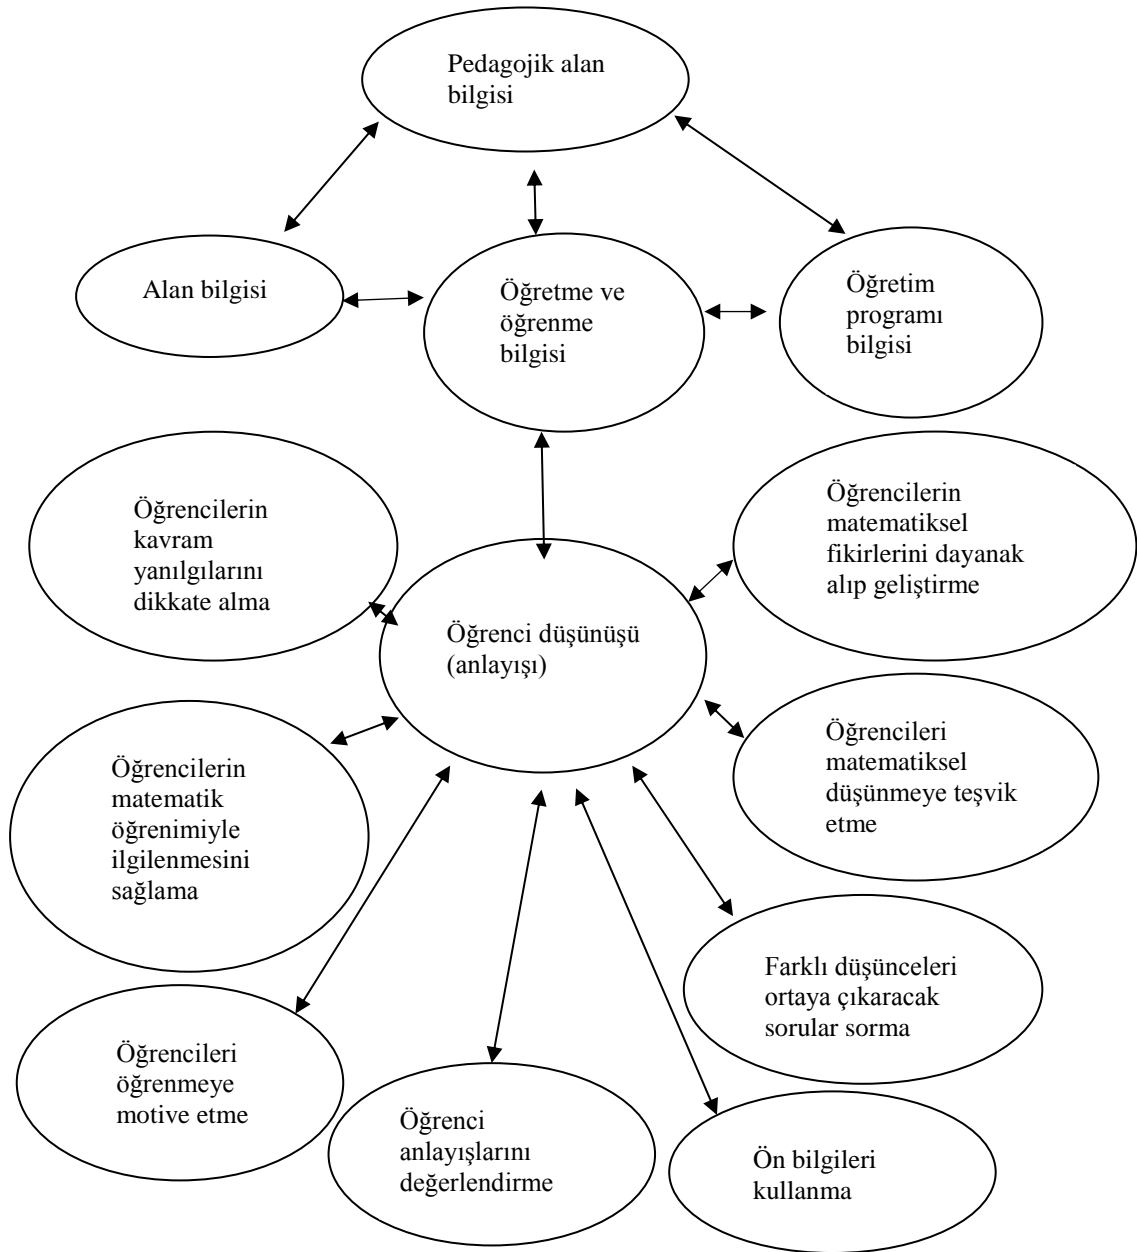 Pedagojik alan
bilgisi
Alan bilgisi
Öğretme ve
öğrenme
bilgisi
Öğretim
programı
bilgisi
Öğrencilerin
kavram
yanılgılarını
dikkate alma
Öğrencilerin
matematiksel
fikirlerini dayanak
alıp geliştirme
Öğrenci düşünüşü
(anlayışı)
Öğrencilerin
matematik
öğrenimiyle
ilgilenmesini
sağlama
Öğrencileri
matematiksel
düşünmeye teşvik
etme
Farklı düşünceleri
ortaya çıkaracak
sorular sorma
Öğrencileri
öğrenmeye
motive etme
Öğrenci
anlayışlarını
değerlendirme
Ön bilgileri
kullanma